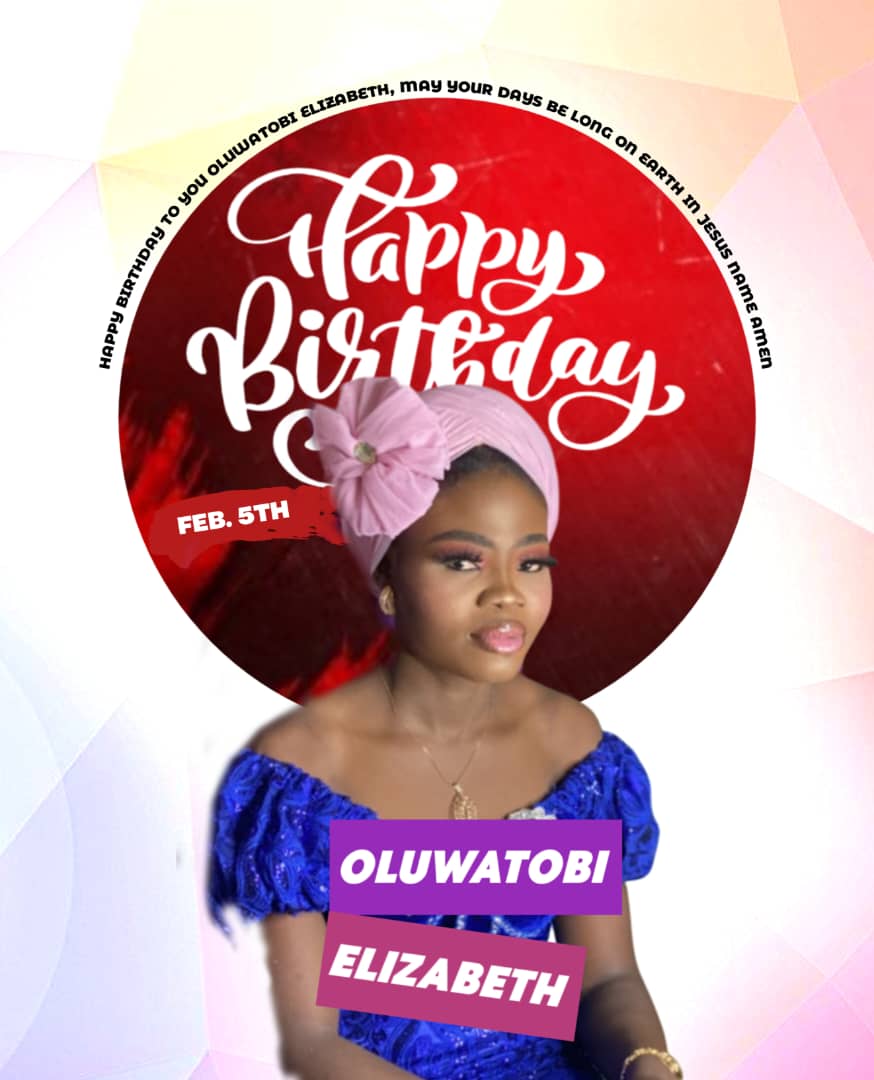 HAPPY BIRTHDAY TO YOU OLUWATOBI ELIZABETH, MAY YOUR DAYS BE LONG ON EARTH IN JESUS NAME AMEN
Happy
Birthday
FEB. 5TH
OLUWATOBI
ELIZABETH